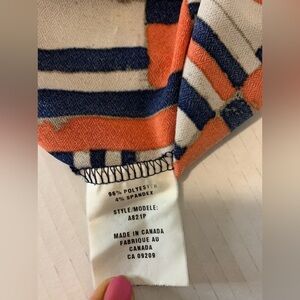 96% POLYESTER
4% SPANDEX
STYLE/MODELE:
A821P
MADE IN CANADA
FABRIQUE AU
CANADA
CA 09209